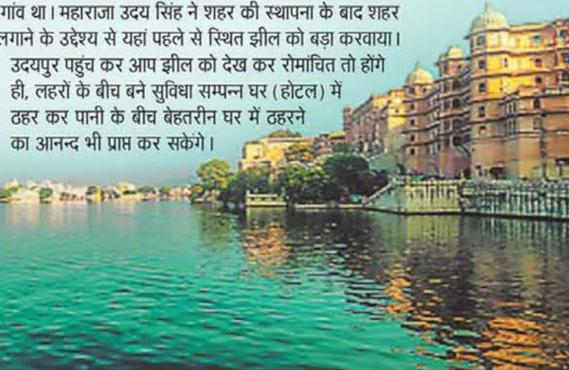 गांव था। महाराजा उदय सिंह ने शहर की स्थापना के बाद शहर
लगाने के उद्देश्य से यहां पहले से स्थित झील को बड़ा करवाया।
उदयपुर पहुंच कर आप झील को देख कर रोमांचित तो होंगे
ही, लहरों के बीच बने सुविधा सम्पन्न घर (होटल) में
ठहर कर पानी के बीच बेहतरीन घर में ठहरने
का आनन्द भी प्राप्त कर सकेंगे।